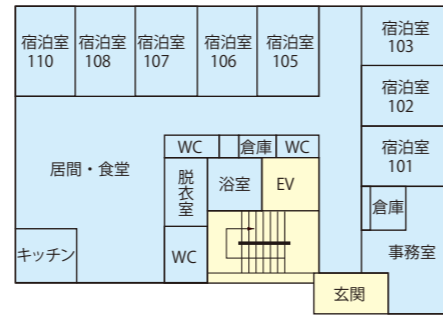 宿泊室
110
宿泊室
108
宿泊室
107
宿泊室
106
宿泊室
105
宿泊室
103
宿泊室
102
宿泊室
101
WC
倉庫
WC
居間・食堂
脱衣室
浴室
EV
倉庫
キッチン
WC
事務室
玄関